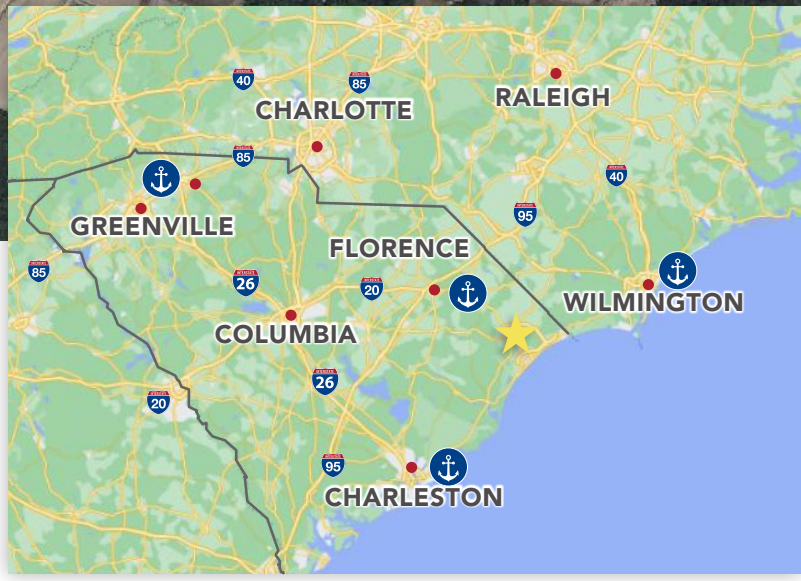 40
85
CHARLOTTE
RALEIGH
85
40
GREENVILLE
95
FLORENCE
85
26
20
WILMINGTON
COLUMBIA
26
20
95
CHARLESTON